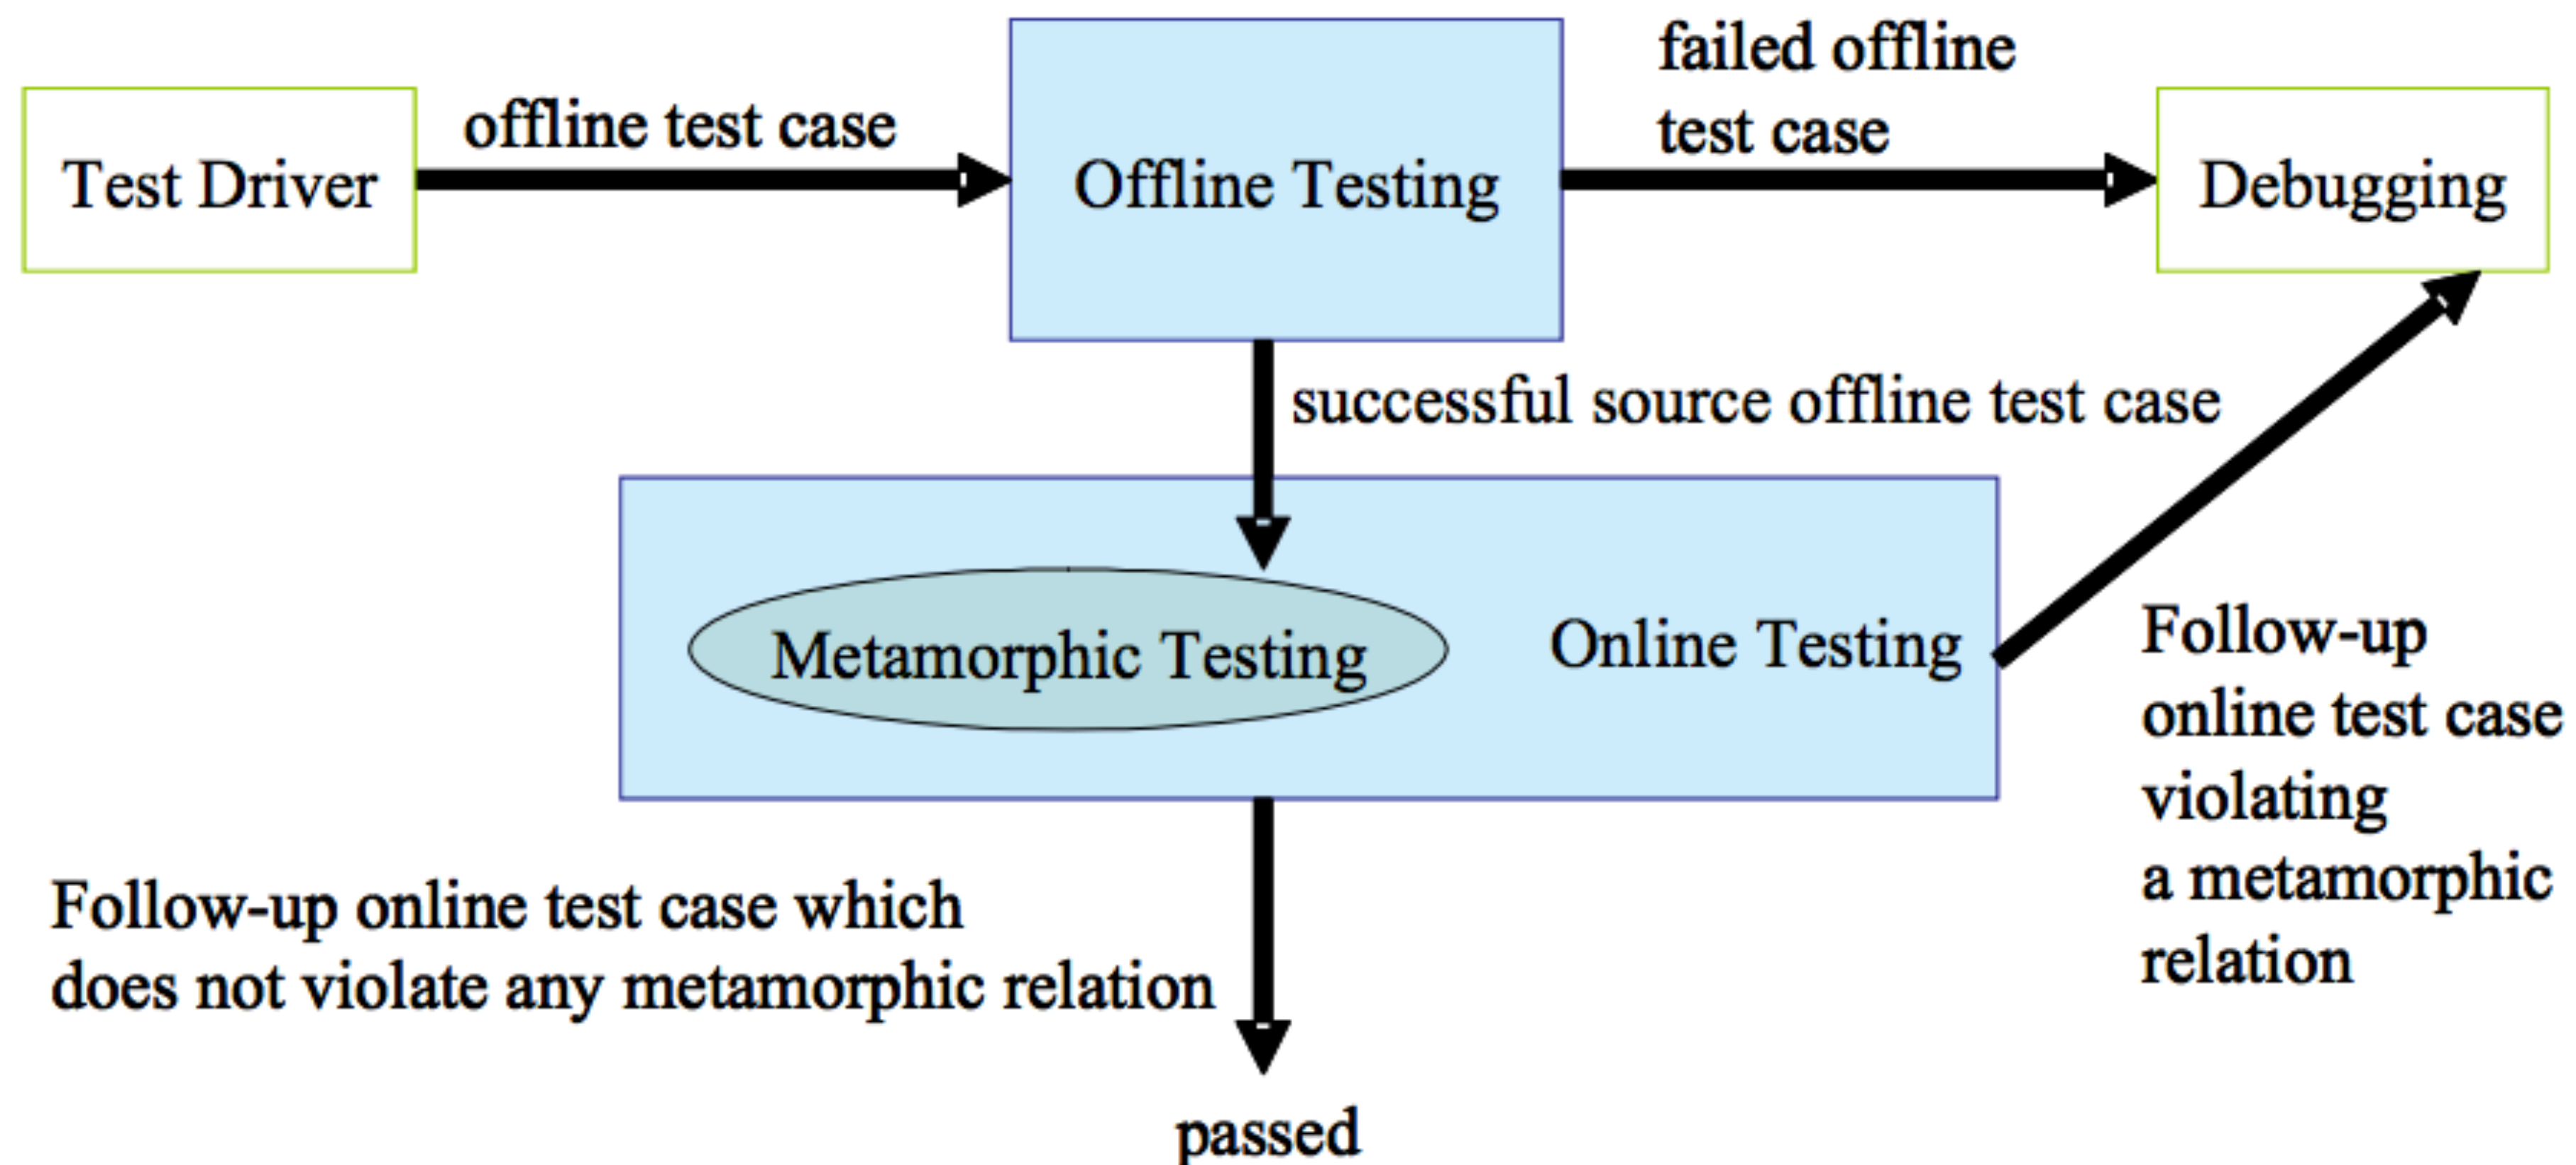 Test Driver
offline test case
Offline Testing
failed offline
test case
Debugging
successful source offline test case
Metamorphic Testing
Online Testing
Follow-up
online test case
violating
a metamorphic
relation
Follow-up online test case which
does not violate any metamorphic relation
passed